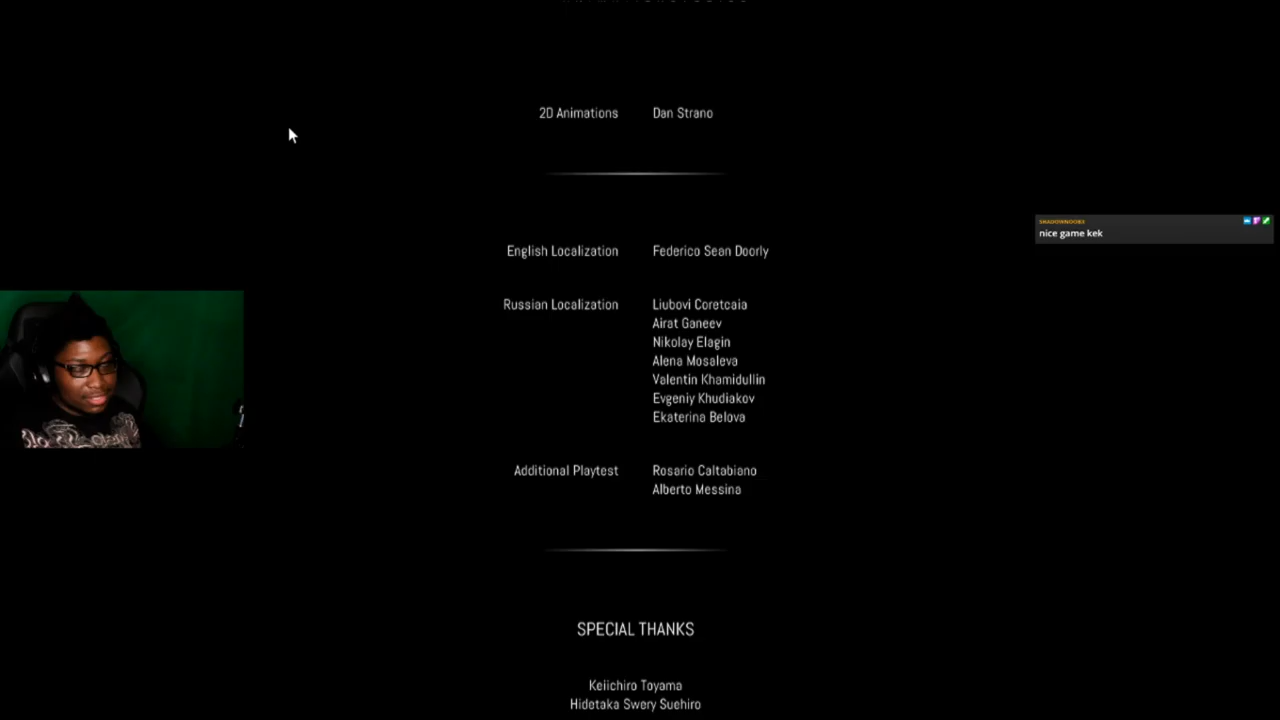 2D Animations Dan Strano
English Localization Federico Sean Doorly
Russian Localization Liubovi Coretcaia
Airat Ganeev
Nikolay Elagin
Alena Mosaleva
Valentin Khamidullin
Evgeniy Khudiakov
Ekaterina Belova
Additional Playtest Rosario Caltabiano
Alberto Messina
SPECIAL THANKS
Keiichiro Toyama
Hidetaka Swery Suehiro
nice game kek